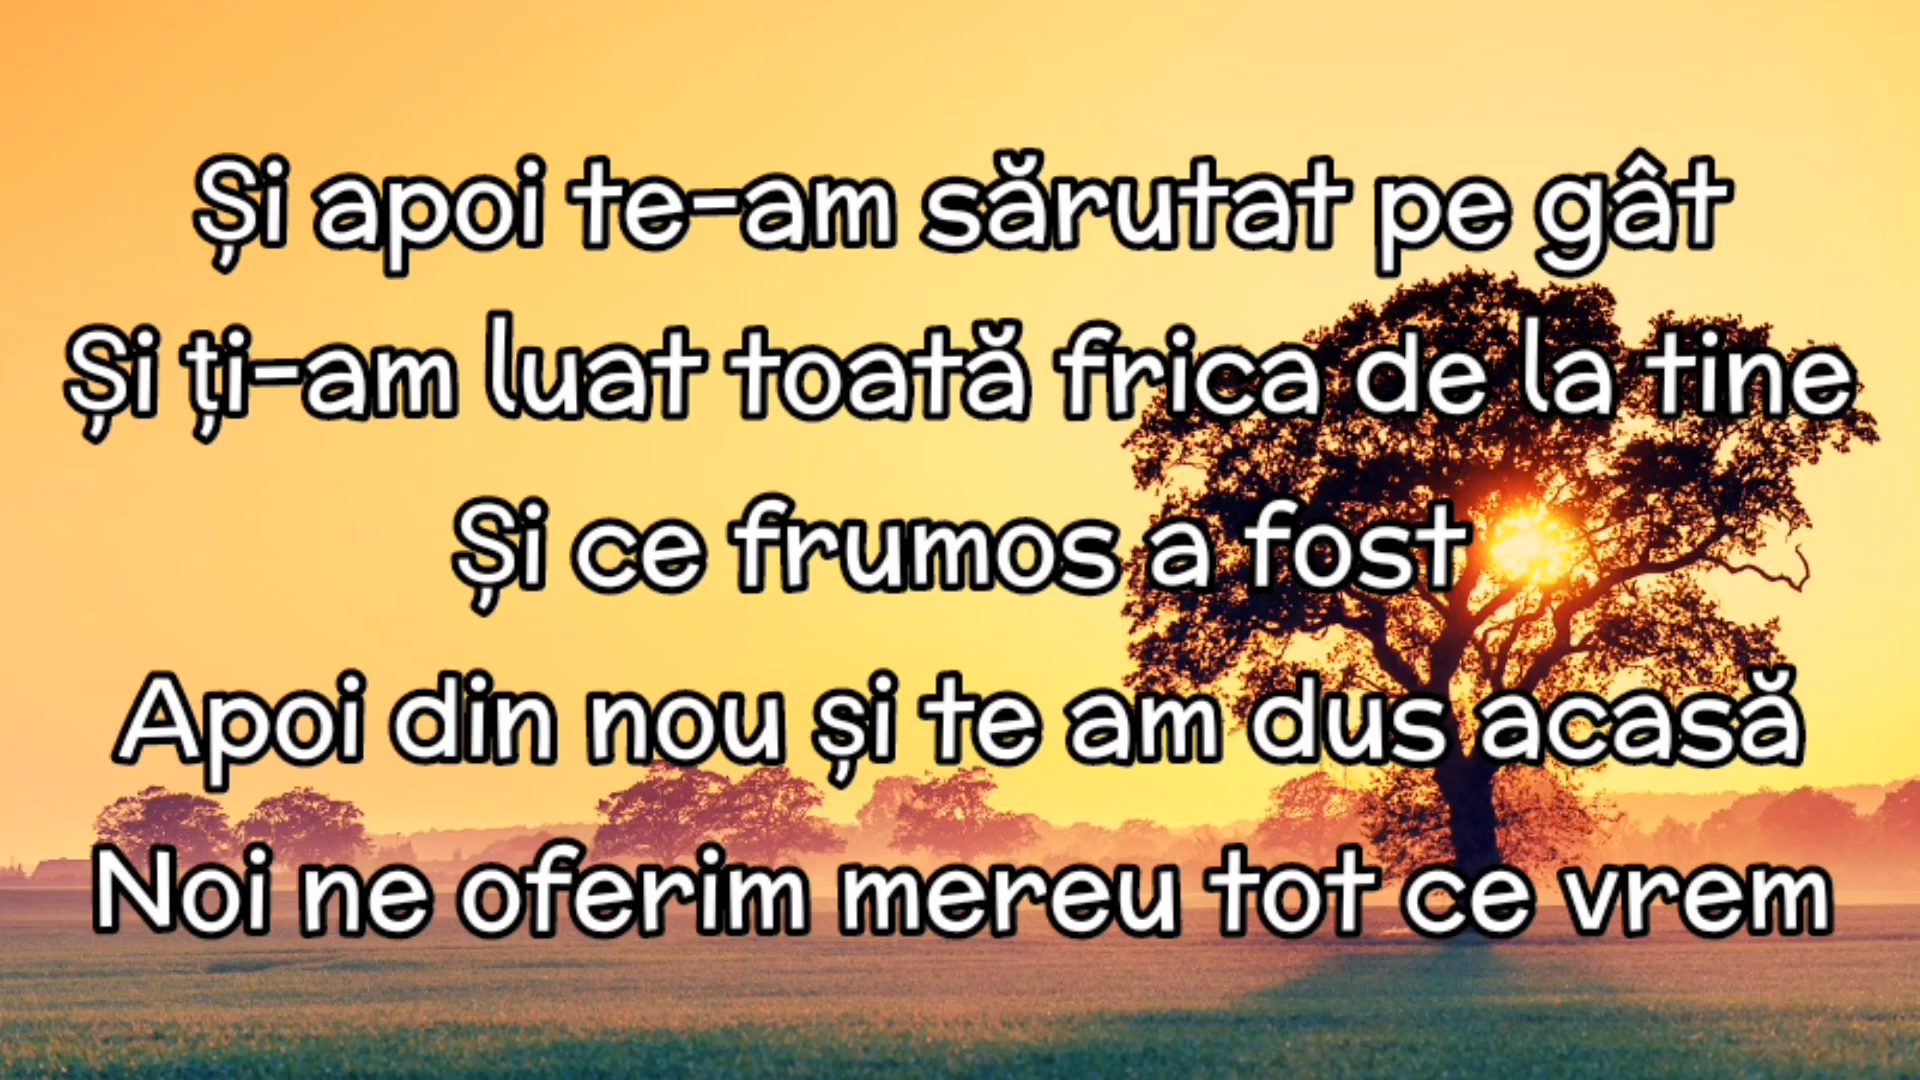 Și apoi te-am sărutat pe gât
Și ți-am luat toată frica de la tine
Și ce frumos a fost
Apoi din nou și te am dus acasă
Noi ne oferim mereu tot ce vrem